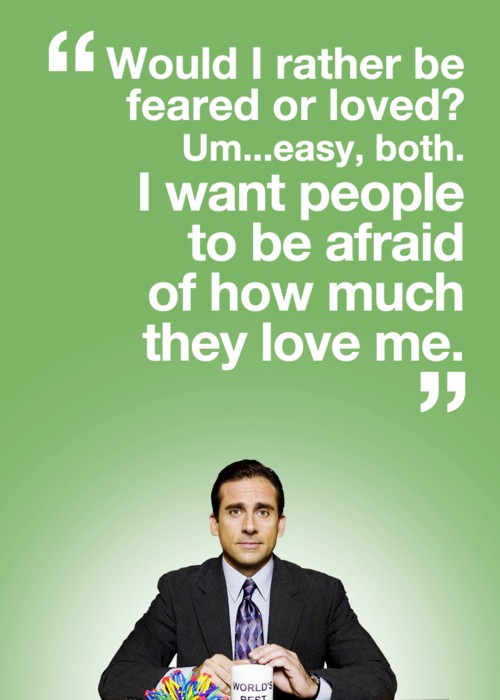 “Would I rather be
feared or loved?
Um...easy, both.
I want people
to be afraid
of how much
they love me.
”
WORLD'S
BEST